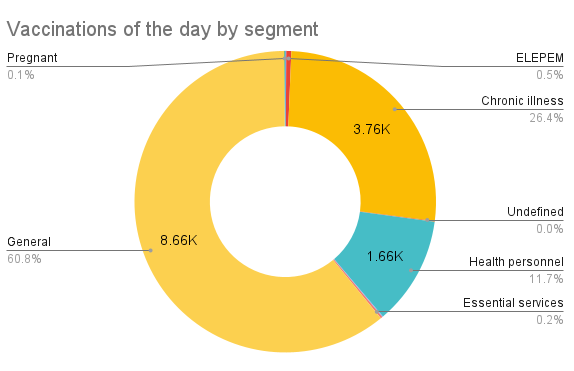 Vaccinations of the day by segment
Pregnant
0.1%
ELEPEM
0.5%
Chronic illness
26.4%
3.76K
Undefined
0.0%
8.66K
General
60.8%
1.66K
Health personnel
11.7%
Essential services
0.2%